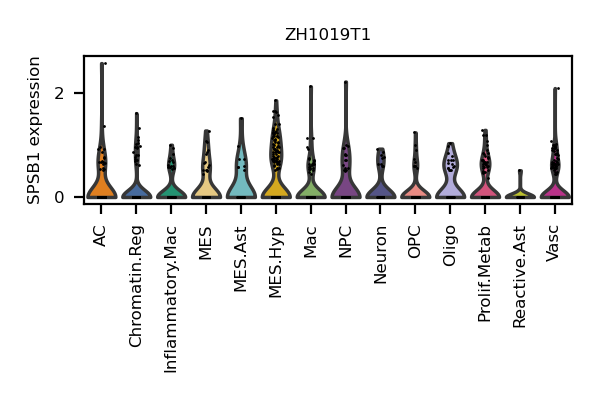 ZH1019T1
SPSB1 expression
2
0
AC
Chromatin.Reg
Inflammatory.Mac
MES
MES.Ast
MES.Hyp
Mac
NPC
Neuron
OPC
Oligo
Prolif.Metab
Reactive.Ast
Vasc